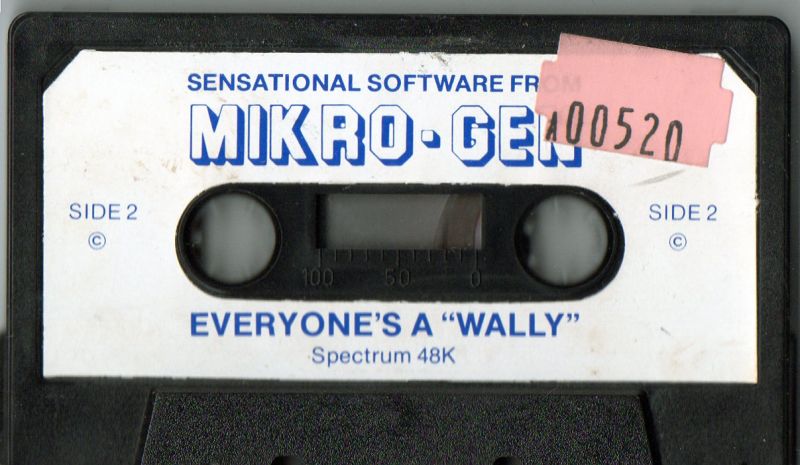 SENSATIONAL SOFTWARE FROM
MIKRO-GEN
A00520
SIDE 2
©
SIDE 2
©
100 50 0
EVERYONE'S A “WALLY”
Spectrum 48K